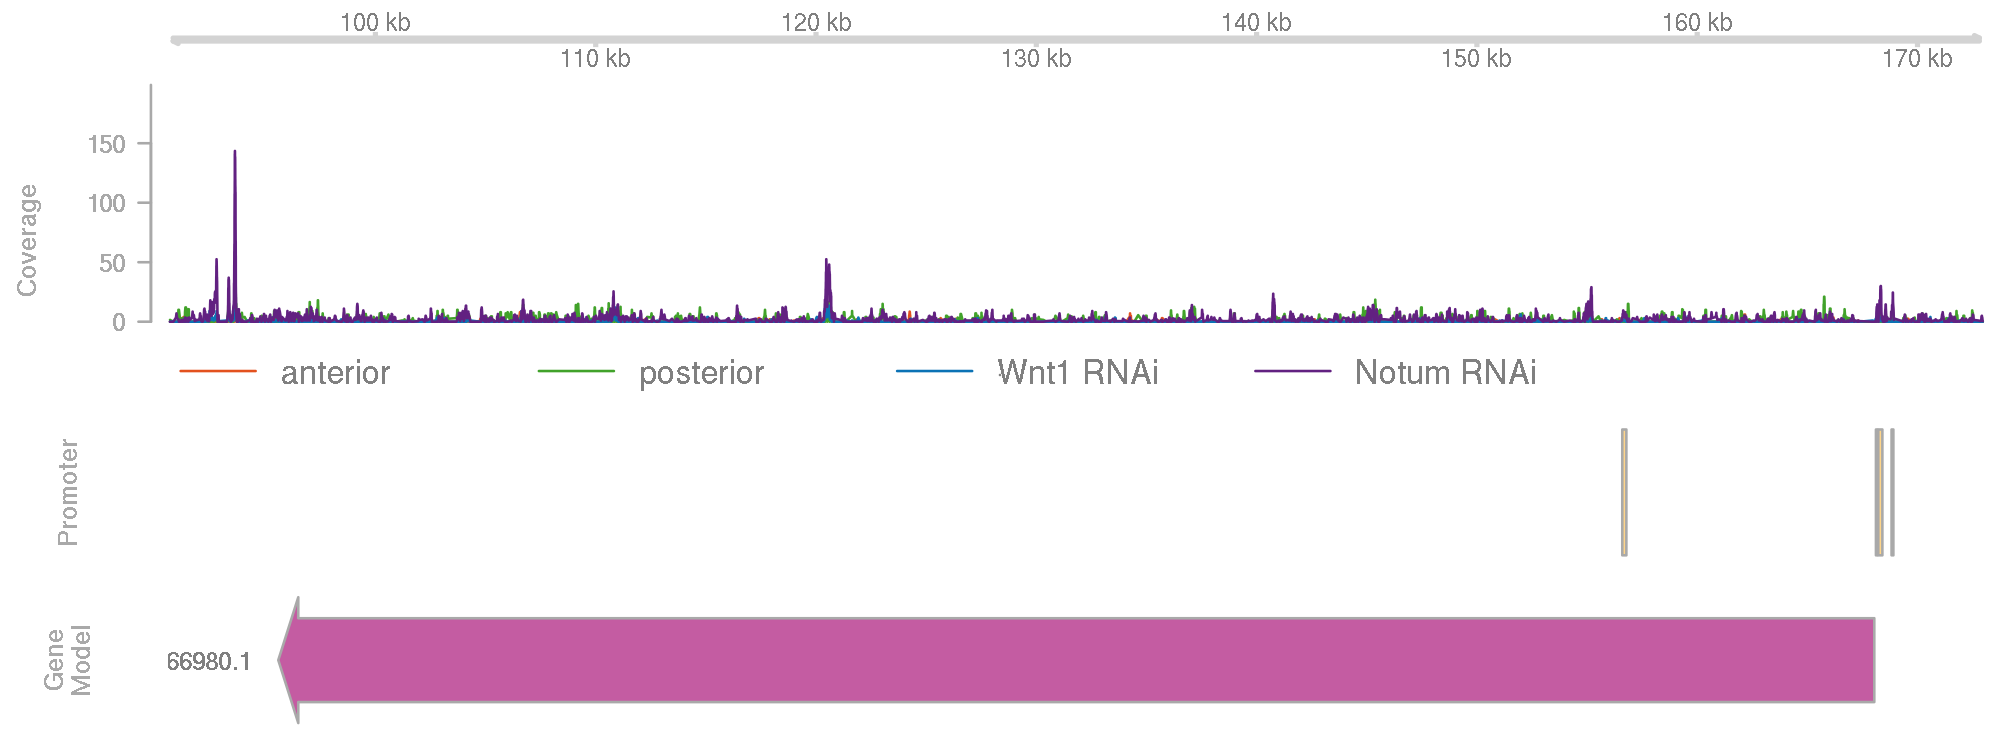 100 kb 120 kb 140 kb 160 kb
110 kb 130 kb 150 kb 170 kb
Coverage
150
100
50
0
anterior posterior Wnt1 RNAi Notum RNAi
Promoter
Gene
Model
66980.1